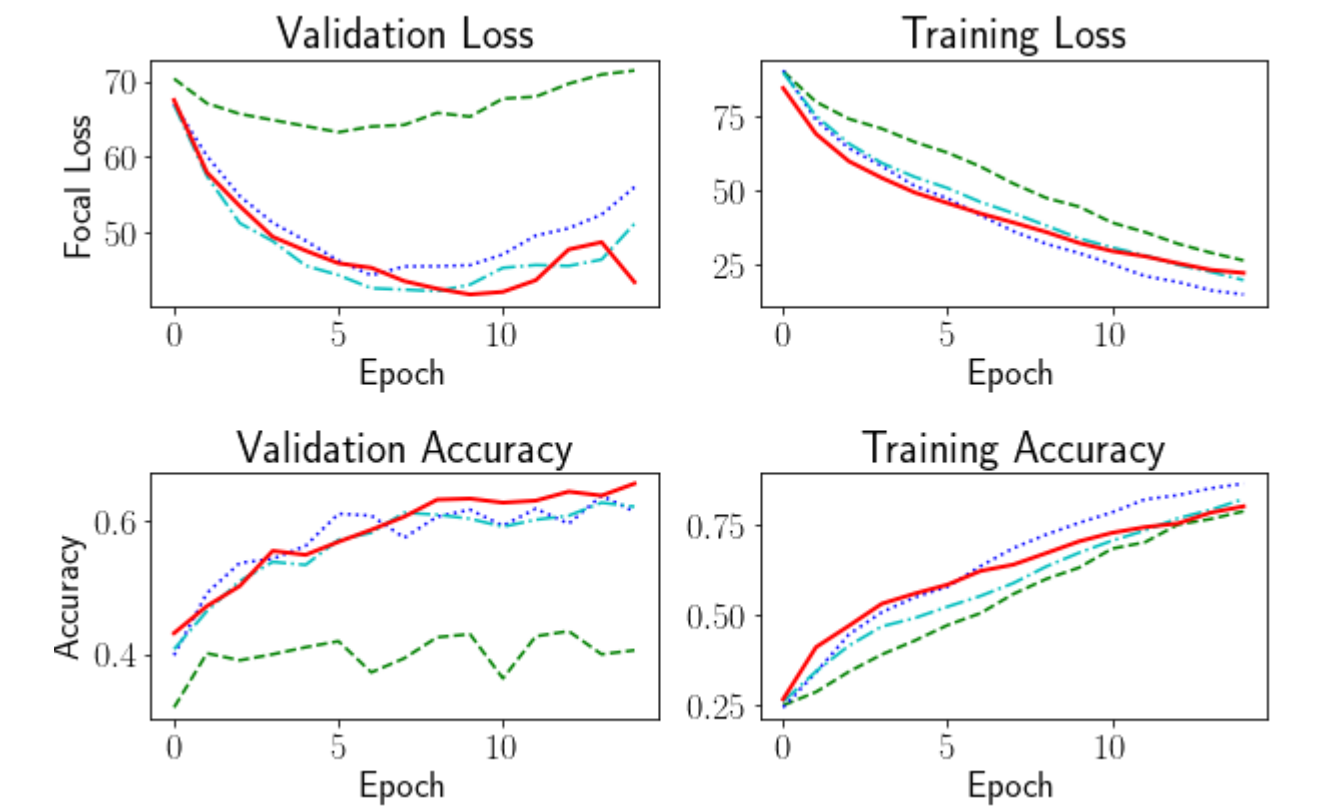 Validation Loss
Training Loss
Focal Loss
70
60
50
0 5 10
Epoch
75
50
25
0 5 10
Epoch
Validation Accuracy
Training Accuracy
Accuracy
0.6
0.4
0 5 10
Epoch
0.75
0.50
0.25
0 5 10
Epoch